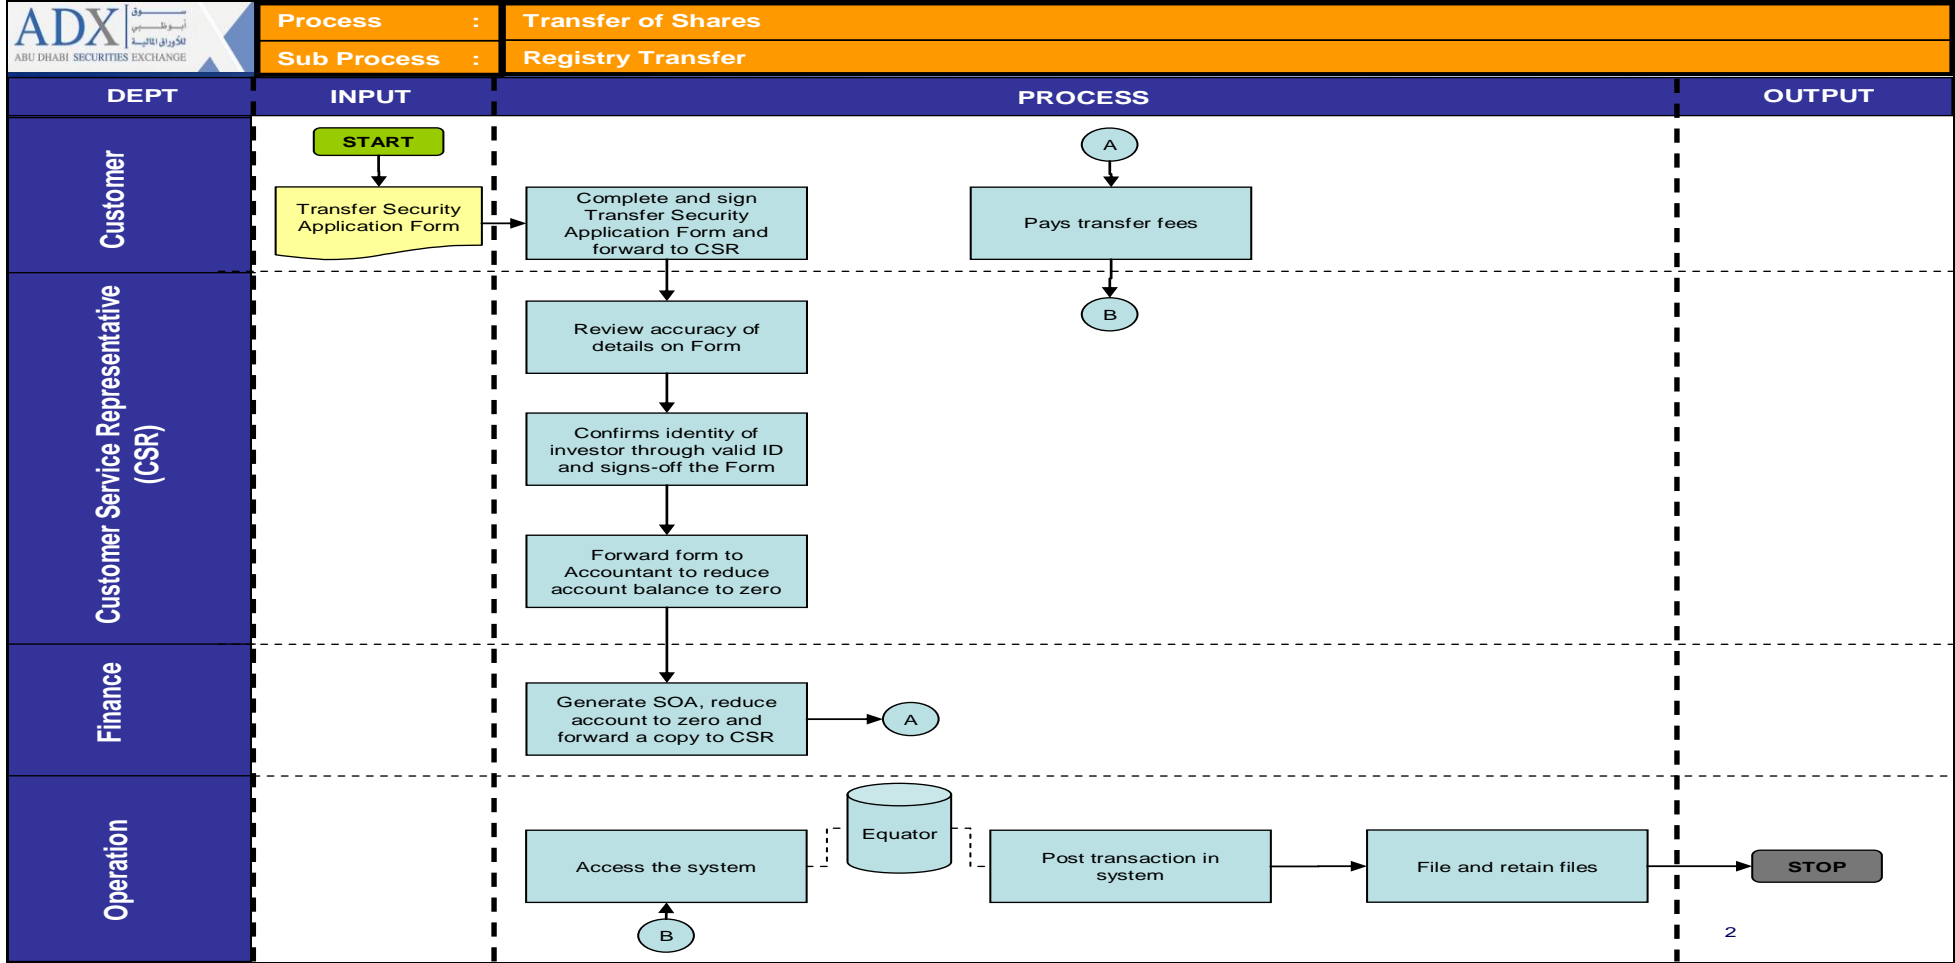 ADX
سوق
أبوظبي
للأوراق المالية
ABU DHABI SECURITIES EXCHANGE
Process : Transfer of Shares
Sub Process : Registry Transfer
DEPT INPUT PROCESS OUTPUT
Customer
START
Transfer Security
Application Form
Complete and sign
Transfer Security
Application Form and
forward to CSR
A
Pays transfer fees
B
Customer Service Representative
(CSR)
Review accuracy of
details on Form
Confirms identity of
investor through valid ID
and signs-off the Form
Forward form to
Accountant to reduce
account balance to zero
Finance
Generate SOA, reduce
account to zero and
forward a copy to CSR
A
Operation
Access the system
B
Equator
Post transaction in
system
File and retain files
STOP
2